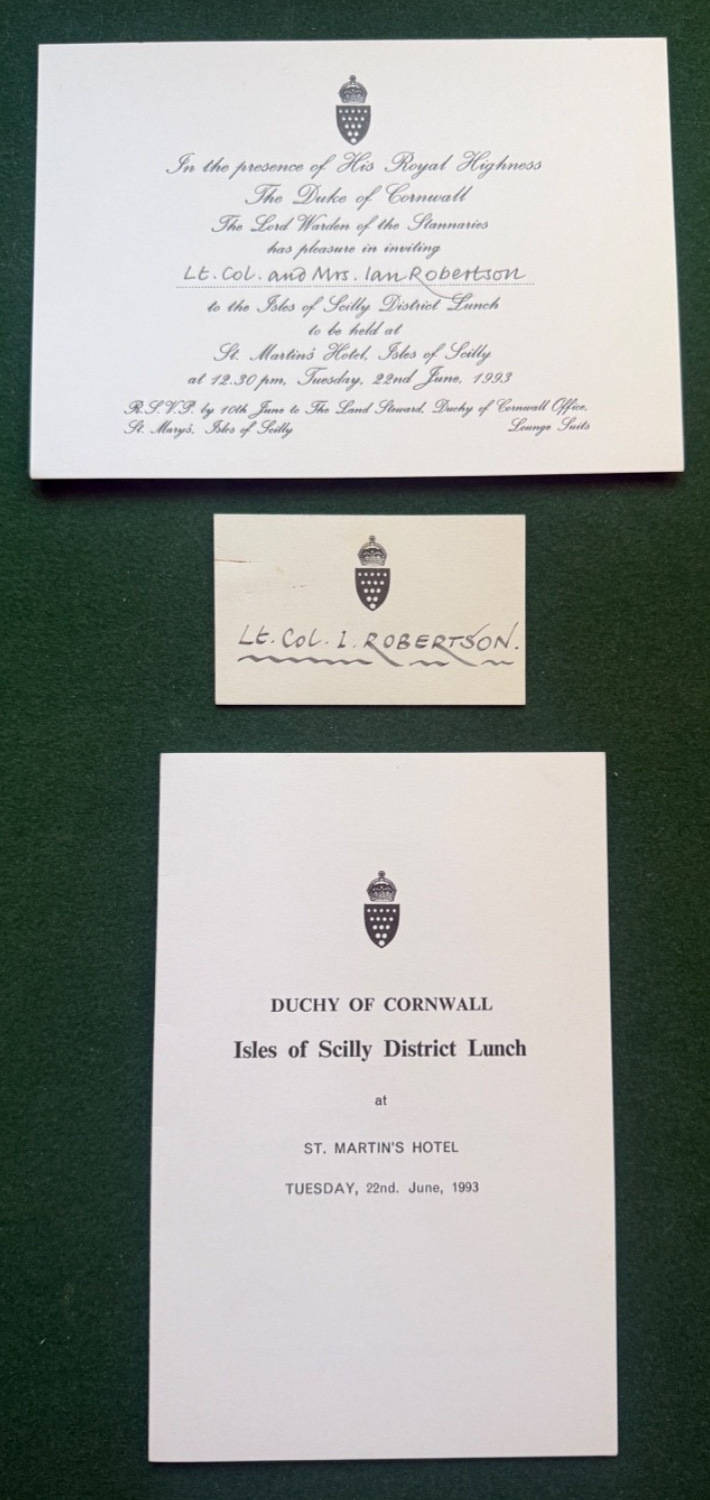 In the presence of His Royal Highness
The Duke of Cornwall
The Lord Warden of the Stannaries
has pleasure in inviting
Lt. Col. and Mrs. Ian Robertson
to the Isles of Scilly District Lunch
to be held at
St. Martin's Hotel, Isles of Scilly
at 12.30 pm, Tuesday, 22nd June, 1993
R.S.V.P. by 10th June to The Land Steward, Duchy of Cornwall Office,
St. Mary's, Isles of Scilly Lounge Suits
Lt. Col. I. ROBERTSON.
DUCHY OF CORNWALL
Isles of Scilly District Lunch
at
ST. MARTIN'S HOTEL
TUESDAY, 22nd. June, 1993